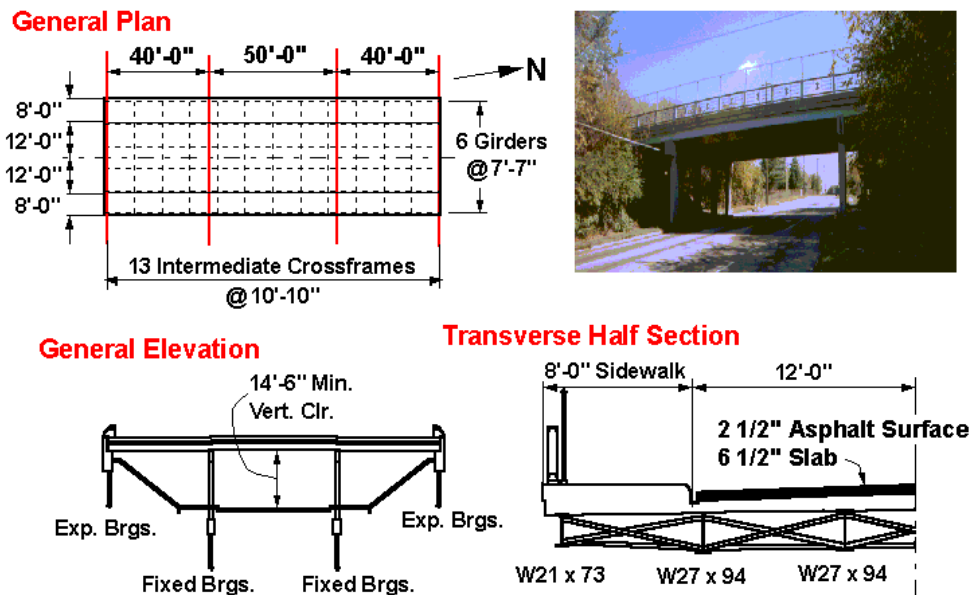 General Plan
40'-0" 50'-0" 40'-0"
N
8'-0"
12'-0"
12'-0"
8'-0"
6 Girders
@7'-7"
13 Intermediate Crossframes
@10'-10"
General Elevation
14'-6" Min.
Vert. Clr.
Exp. Brgs.
Exp. Brgs.
Fixed Brgs. Fixed Brgs.
Transverse Half Section
8'-0" Sidewalk
12'-0"
2 1/2" Asphalt Surface
6 1/2" Slab
W21 x 73 W27 x 94 W27 x 94